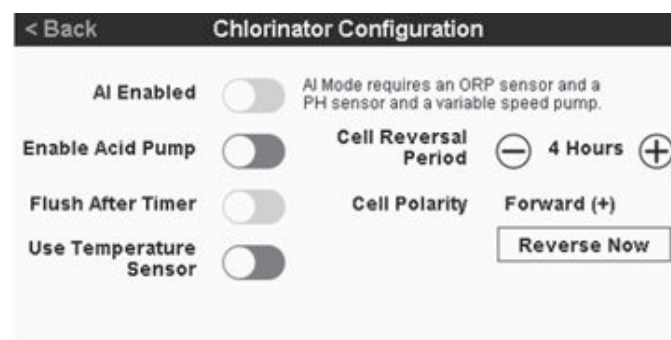 < Back Chlorinator Configuration
AI Enabled
AI Mode requires an ORP sensor and a
PH sensor and a variable speed pump.
Enable Acid Pump
Cell Reversal
Period
4 Hours
Flush After Timer
Cell Polarity
Forward (+)
Use Temperature
Sensor
Reverse Now